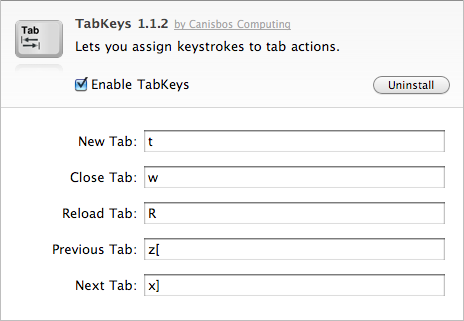 Tab
TabKeys 1.1.2 by Canisbos Computing
Lets you assign keystrokes to tab actions.
Enable TabKeys
Uninstall
New Tab: t
Close Tab: w
Reload Tab: R
Previous Tab: z[
Next Tab: x]